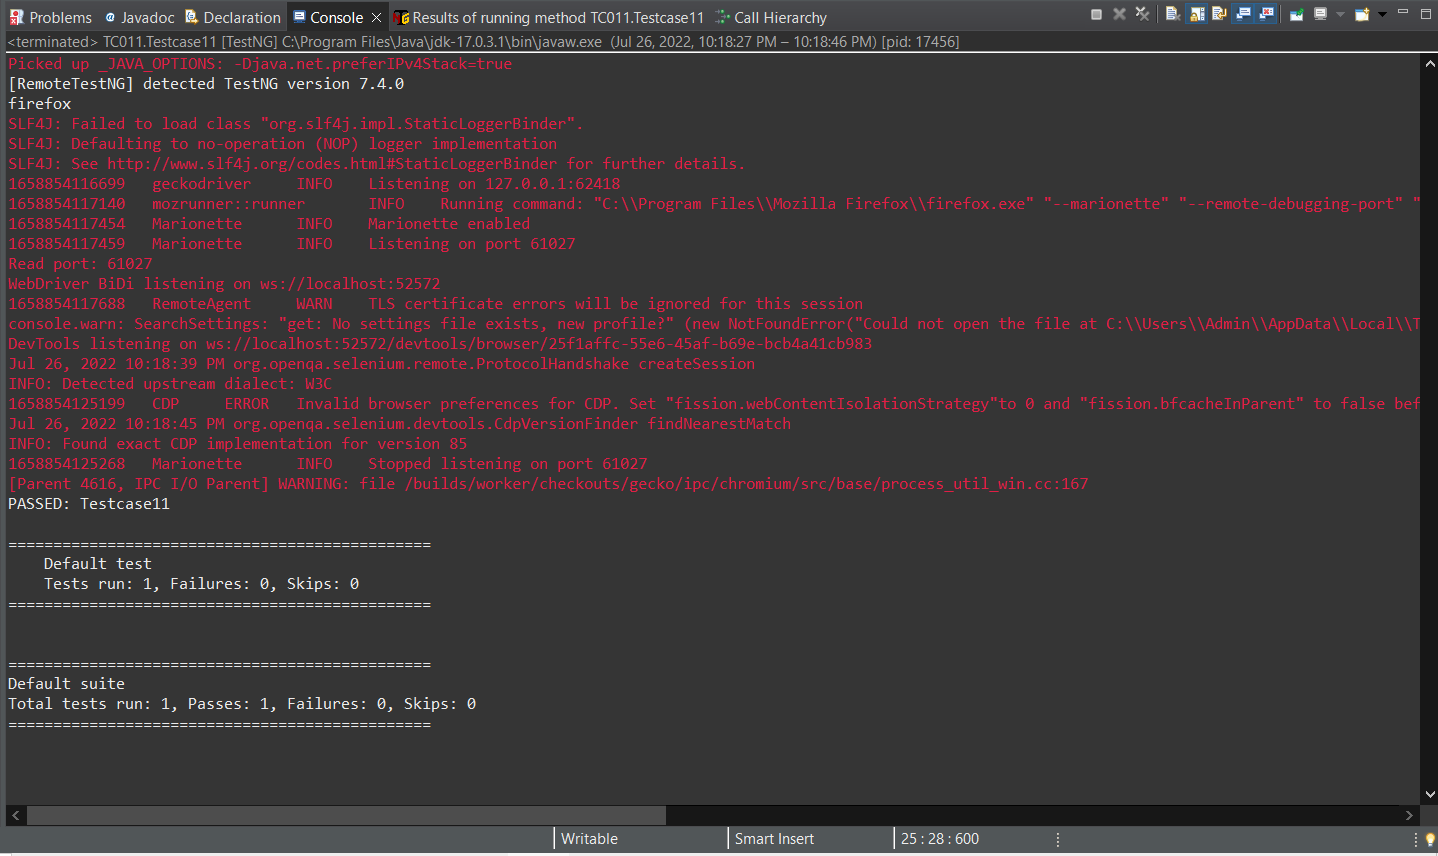 Problems Javadoc Declaration Console Results of running method TC011.Testcase11 Call Hierarchy
<terminated> TC011.Testcase11 [TestNG] C:\Program Files\Java\jdk-17.0.3.1\bin\javaw.exe (Jul 26, 2022, 10:18:27 PM – 10:18:46 PM) [pid: 17456]
Picked up _JAVA_OPTIONS: -Djava.net.preferIPv4Stack=true
[RemoteTestNG] detected TestNG version 7.4.0
firefox
SLF4J: Failed to load class "org.slf4j.impl.StaticLoggerBinder".
SLF4J: Defaulting to no-operation (NOP) logger implementation
SLF4J: See http://www.slf4j.org/codes.html#StaticLoggerBinder for further details.
1658854116699 geckodriver INFO Listening on 127.0.0.1:62418
1658854117140 mozrunner::runner INFO Running command: "C:\\Program Files\\Mozilla Firefox\\firefox.exe" "--marionette" "--remote-debugging-port" "
1658854117454 Marionette INFO Marionette enabled
1658854117459 Marionette INFO Listening on port 61027
Read port: 61027
WebDriver BiDi listening on ws://localhost:52572
1658854117688 RemoteAgent WARN TLS certificate errors will be ignored for this session
console.warn: SearchSettings: "get: No settings file exists, new profile?" (new NotFoundError("Could not open the file at C:\\Users\\Admin\\AppData\\Local\\T
DevTools listening on ws://localhost:52572/devtools/browser/25f1affc-55e6-45af-b69e-bcb4a41cb983
Jul 26, 2022 10:18:39 PM org.openqa.selenium.remote.ProtocolHandshake createSession
INFO: Detected upstream dialect: W3C
1658854125199 CDP ERROR Invalid browser preferences for CDP. Set "fission.webContentIsolationStrategy"to 0 and "fission.bfcacheInParent" to false bef
Jul 26, 2022 10:18:45 PM org.openqa.selenium.devtools.CdpVersionFinder findNearestMatch
INFO: Found exact CDP implementation for version 85
1658854125268 Marionette INFO Stopped listening on port 61027
[Parent 4616, IPC I/O Parent] WARNING: file /builds/worker/checkouts/gecko/ipc/chromium/src/base/process_util_win.cc:167
PASSED: Testcase11
===============================================
Default test
Tests run: 1, Failures: 0, Skips: 0
===============================================
===============================================
Default suite
Total tests run: 1, Passes: 1, Failures: 0, Skips: 0
===============================================
Writable Smart Insert 25 : 28 : 600